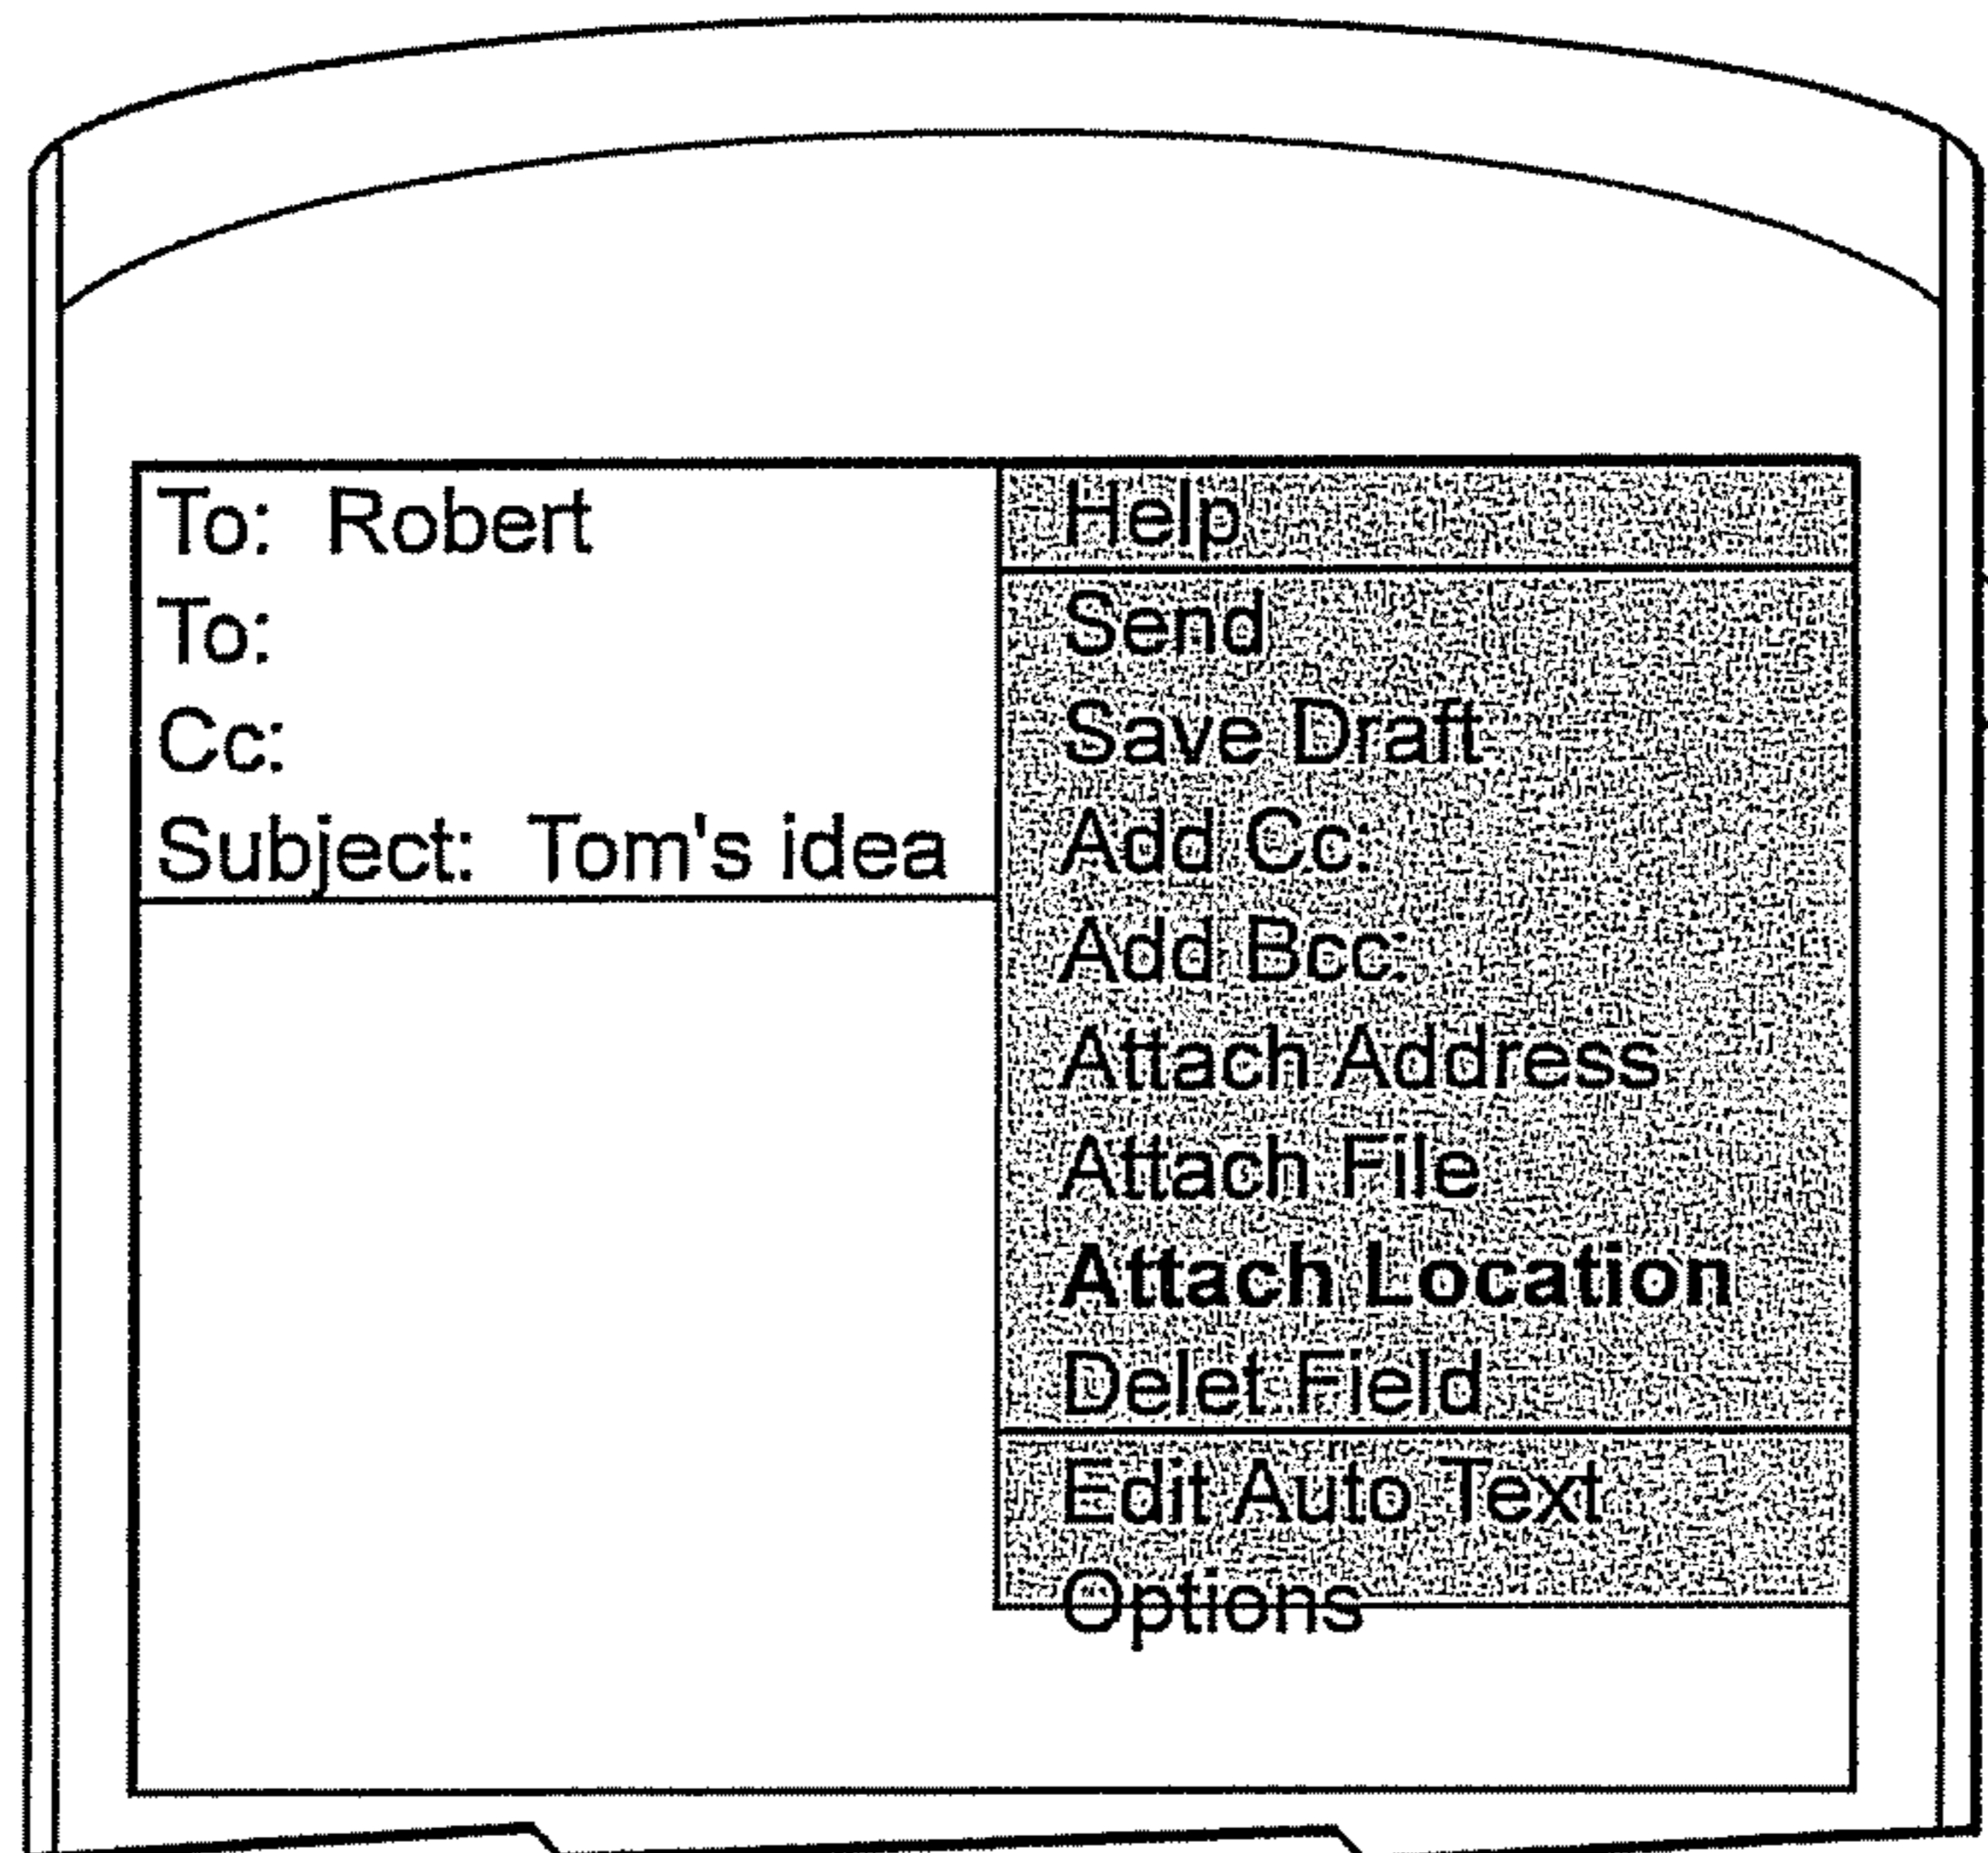 To: Robert
To:
Cc:
Subject: Tom's idea
Help
Send
Save Draft
Add Cc:
Add Bcc:
Attach Address
Attach File
Attach Location
Delet Field
Edit Auto Text
Options